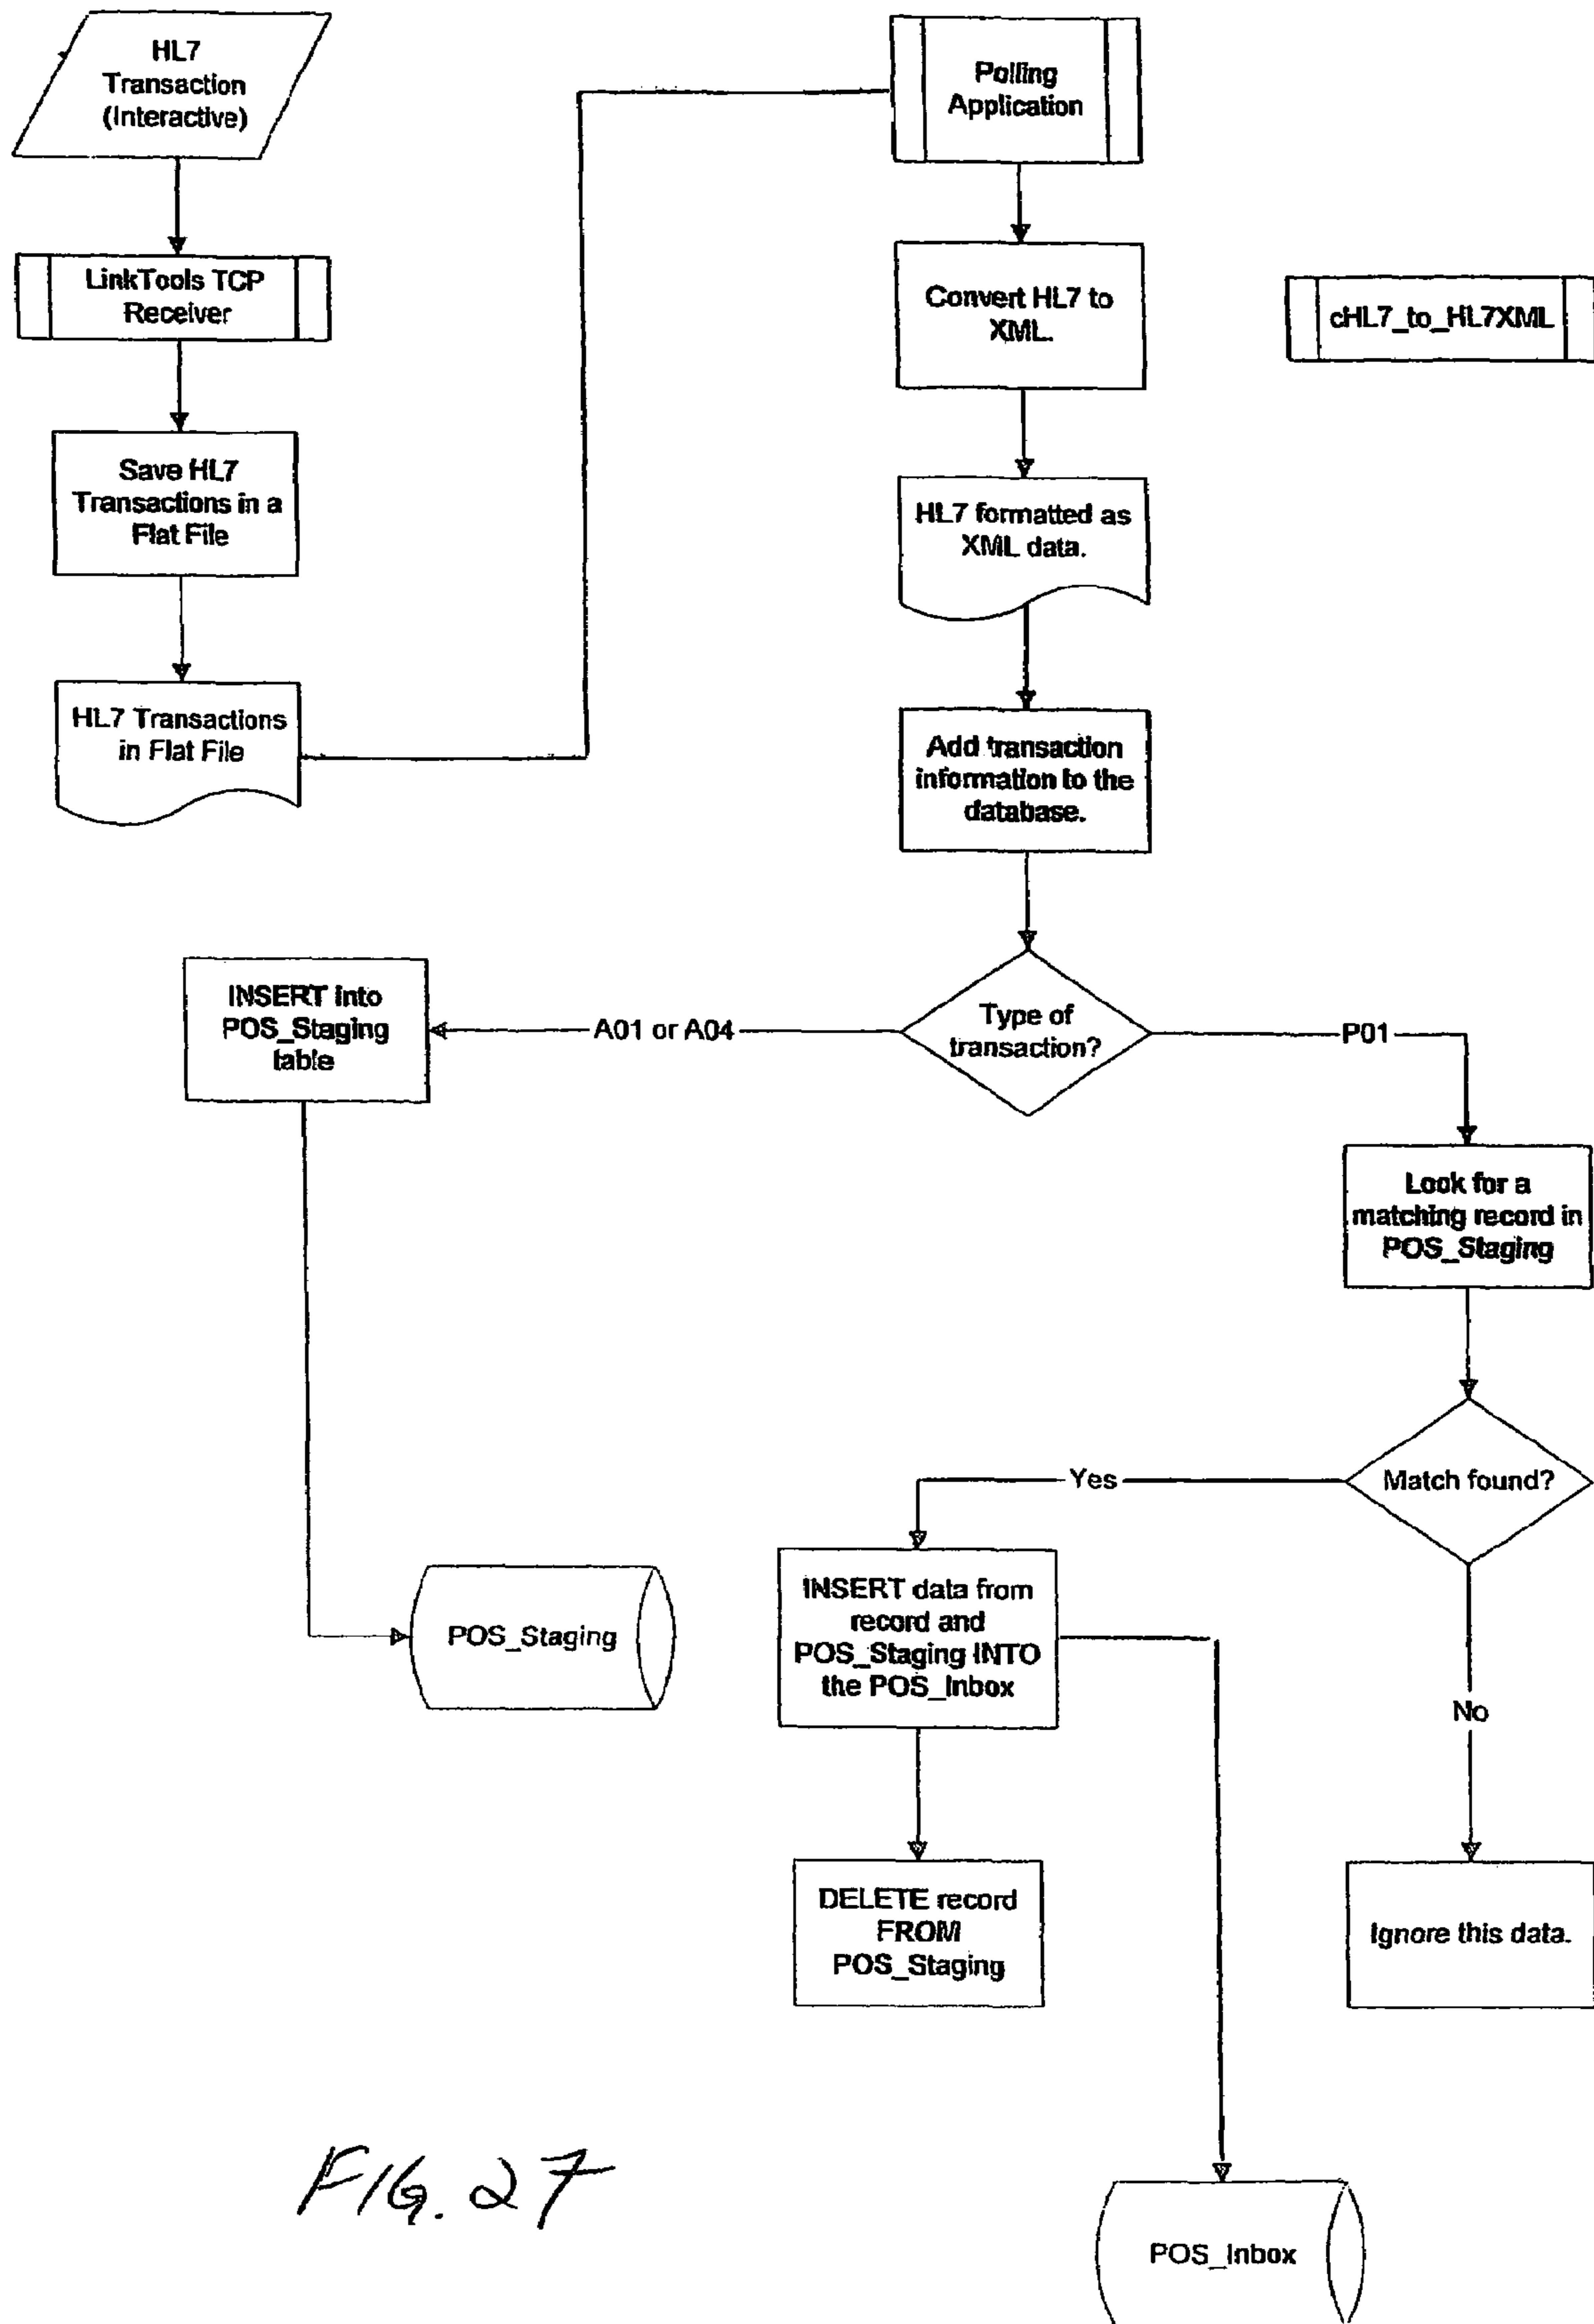 HL7
Transaction
(Interactive)
LinkTools TCP
Receiver
Save HL7
Transactions in a
Flat File
HL7 Transactions
in Flat File
Polling
Application
Convert HL7 to
XML.
cHL7_to_HL7XML
HL7 formatted as
XML data.
Add transaction
information to the
database.
Type of
transaction?
A01 or A04
P01
INSERT into
POS_Staging
table
POS_Staging
Look for a
matching record in
POS_Staging
Match found?
Yes
No
INSERT data from
record and
POS_Staging INTO
the POS_Inbox
DELETE record
FROM
POS_Staging
Ignore this data.
POS_Inbox
FIG. 27